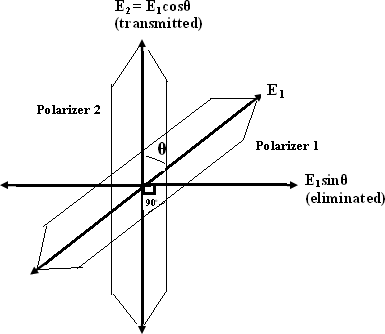 E₂ = E₁cosθ
(transmitted)
E₁
Polarizer 2
θ
Polarizer 1
E₁sinθ
(eliminated)
90